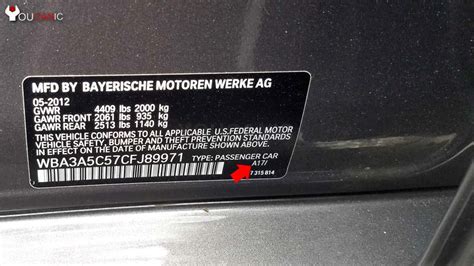 YOUCANIC
MFD BY BAYERISCHE MOTOREN WERKE AG
05-2012
GVWR 4409 lbs 2000 kg
GAWR FRONT 2061 lbs 935 kg
GAWR REAR 2513 lbs 1140 kg
THIS VEHICLE CONFORMS TO ALL APPLICABLE U.S.FEDERAL MOTOR
VEHICLE SAFETY, BUMPER AND THEFT PREVENTION STANDARDS
IN EFFECT ON THE DATE OF MANUFACTURE SHOWN ABOVE.
WBA3A5C57CFJ89971 TYPE: PASSENGER CAR
A17/
7 315 814